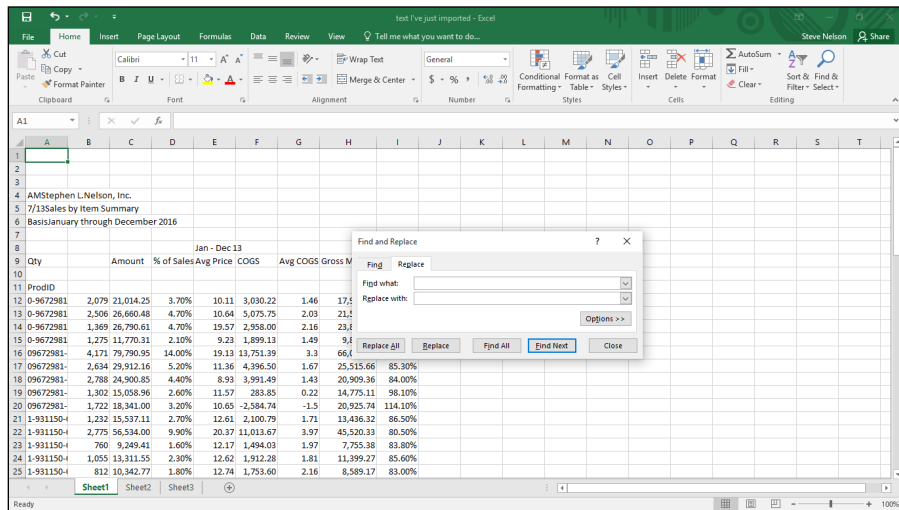 text I've just imported - Excel
File Home Insert Page Layout Formulas Data Review View Tell me what you want to do... Steve Nelson Share
Paste
Cut
Copy
Format Painter
Clipboard
Calibri 11
B I U
Font
Wrap Text
Merge & Center
Alignment
General
$ % ,
Number
Conditional Formatting
Format as Table
Cell Styles
Styles
Insert Delete Format
Cells
AutoSum
Fill
Clear
Sort & Filter
Find & Select
Editing
A1 fx
A B C D E F G H I J K L M N O P Q R S T
1
2
3
4 AMStephen L.Nelson, Inc.
5 7/13Sales by Item Summary
6 BasisJanuary through December 2016
7
8 Jan - Dec 13
9 Qty Amount % of Sales Avg Price COGS Avg COGS Gross M
10
11 ProdID
12 0-9672981 2,079 21,014.25 3.70% 10.11 3,030.22 1.46 17,9
13 0-9672981 2,506 26,660.48 4.70% 10.64 5,075.75 2.03 21,5
14 0-9672981 1,369 26,790.61 4.70% 19.57 2,958.00 2.16 23,8
15 0-9672981 1,275 11,770.31 2.10% 9.23 1,899.13 1.49 9,8
16 09672981- 4,171 79,790.95 14.00% 19.13 13,751.39 3.3 66,0
17 09672981- 2,634 29,912.16 5.20% 11.36 4,396.50 1.67 25,515.66 85.30%
18 09672981- 2,788 24,900.85 4.40% 8.93 3,991.49 1.43 20,909.36 84.00%
19 09672981- 1,302 15,058.96 2.60% 11.57 283.85 0.22 14,775.11 98.10%
20 09672981- 1,722 18,341.00 3.20% 10.65 -2,584.74 -1.5 20,925.74 114.10%
21 1-931150-( 1,232 15,537.11 2.70% 12.61 2,100.79 1.71 13,436.32 86.50%
22 1-931150-( 2,775 56,534.00 9.90% 20.37 11,013.67 3.97 45,520.33 80.50%
23 1-931150-( 760 9,249.41 1.60% 12.17 1,494.03 1.97 7,755.38 83.80%
24 1-931150-( 1,055 13,311.55 2.30% 12.62 1,912.28 1.81 11,399.27 85.60%
25 1-931150-( 812 10,342.77 1.80% 12.74 1,753.60 2.16 8,589.17 83.00%
Find and Replace ?
Find Replace
Find what:
Replace with:
Options >>
Replace All Replace Find All Find Next Close
Sheet1 Sheet2 Sheet3
Ready 100%